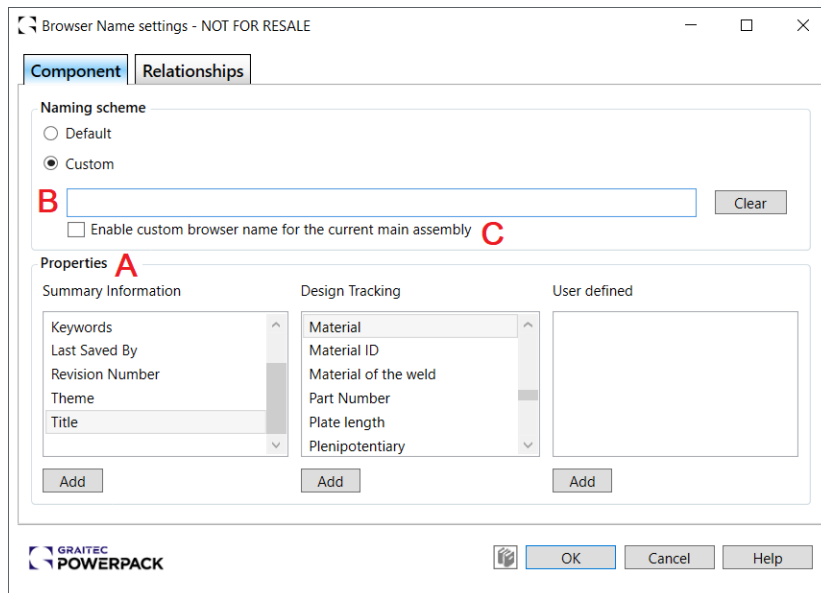 Browser Name settings - NOT FOR RESALE
Component Relationships
Naming scheme
Default
Custom
B Clear
Enable custom browser name for the current main assembly C
Properties A
Summary Information Design Tracking User defined
Keywords Material
Last Saved By Material ID
Revision Number Material of the weld
Theme Part Number
Title Plate length
Plenipotentiary
Add Add Add
GRAITEC
POWERPACK
OK Cancel Help